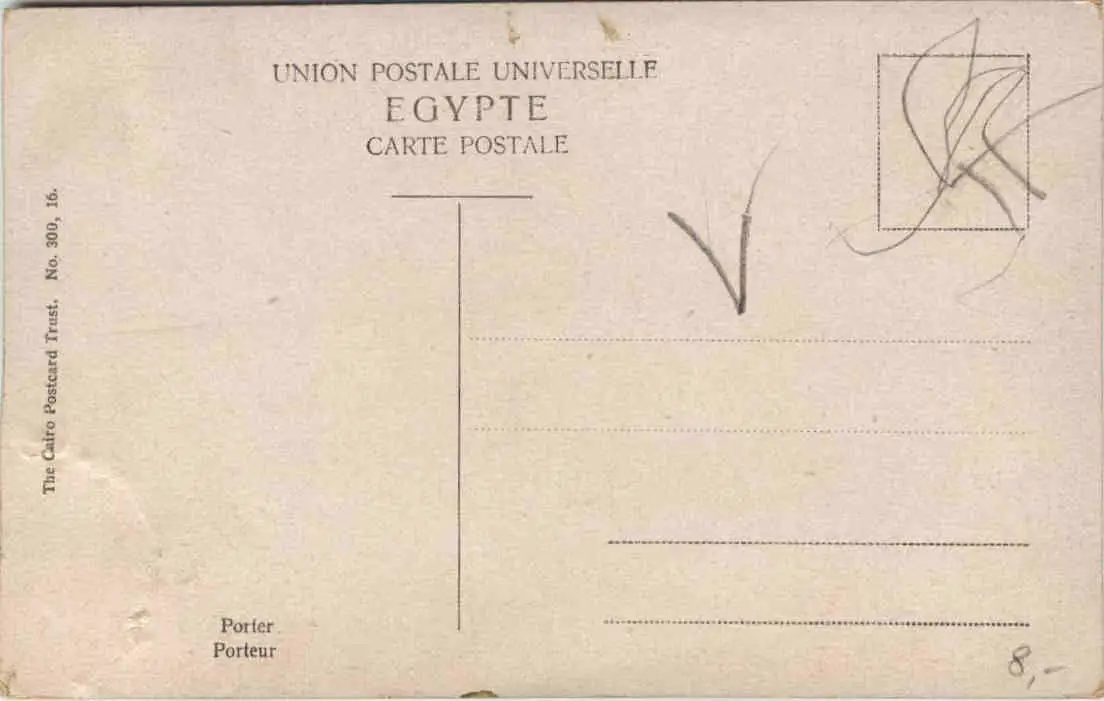 UNION POSTALE UNIVERSELLE
EGYPTE
CARTE POSTALE
The Cairo Postcard Trust. No. 300, 16.
Porter
Porteur
8,-